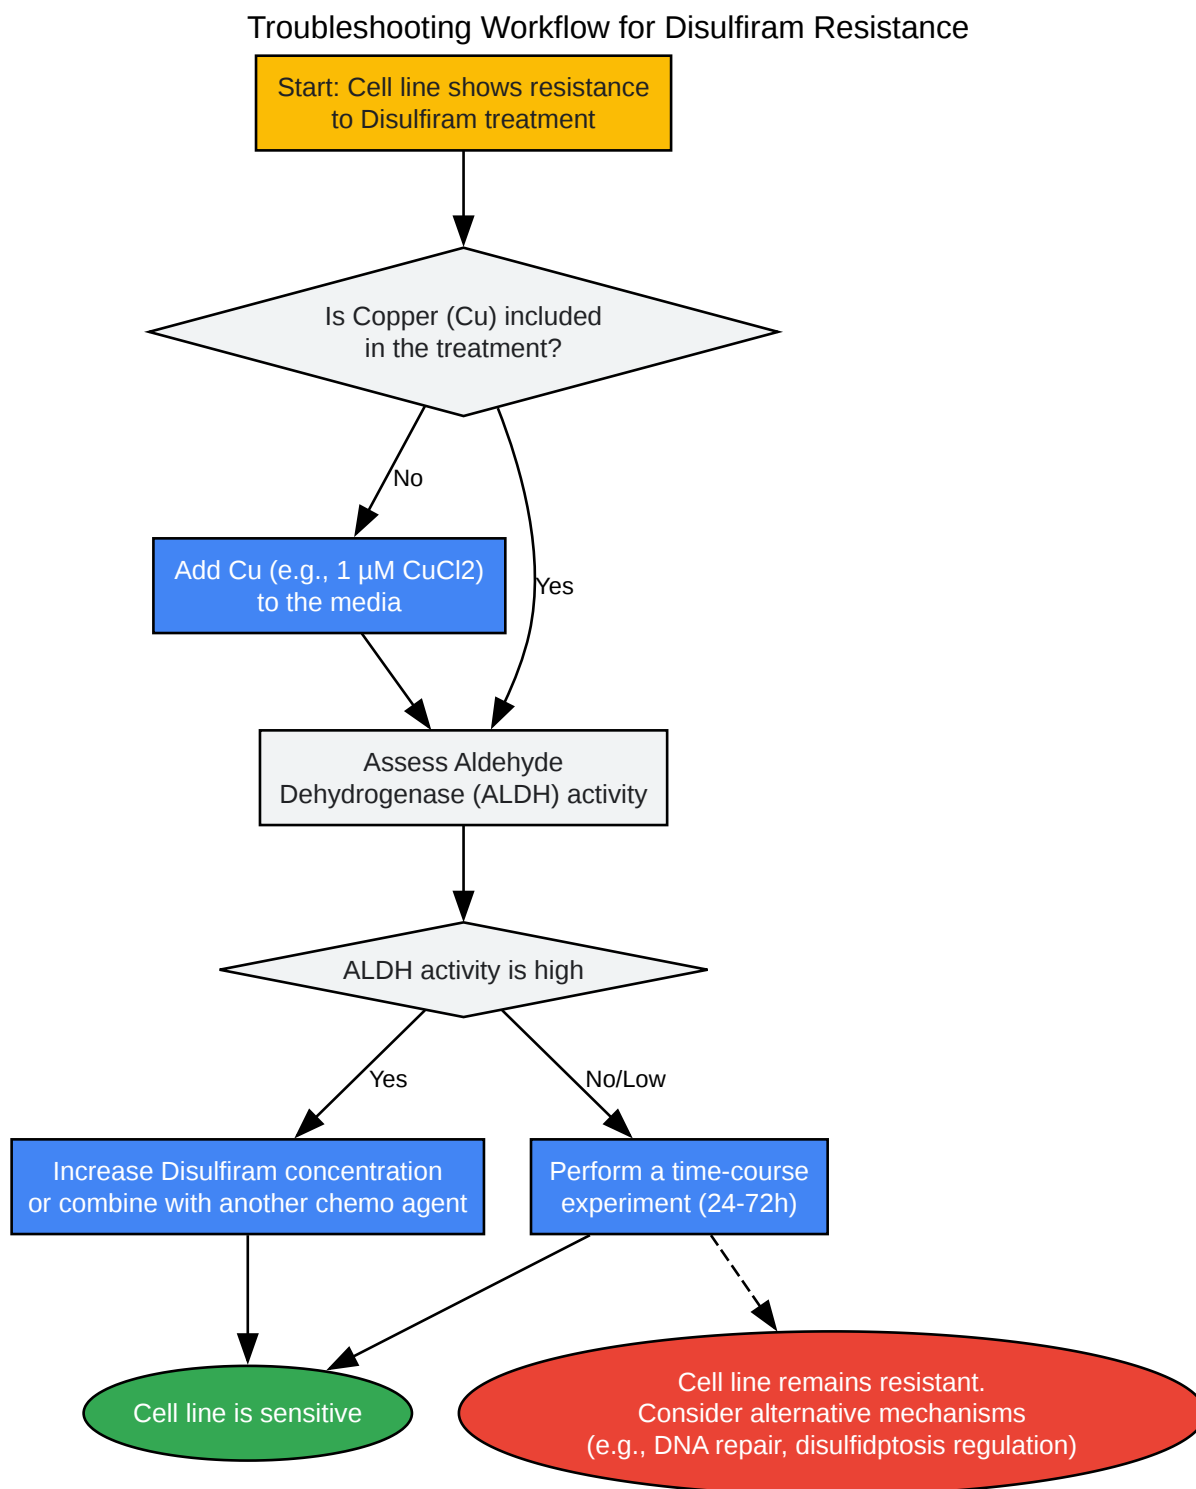 Troubleshooting Workflow for Disulfiram Resistance
Start: Cell line shows resistance
to Disulfiram treatment
Is Copper (Cu) included
in the treatment?
No
Add Cu (e.g., 1 µM CuCl2)
to the media
Yes
Assess Aldehyde
Dehydrogenase (ALDH) activity
ALDH activity is high
Yes
No/Low
Increase Disulfiram concentration
or combine with another chemo agent
Perform a time-course
experiment (24-72h)
Cell line is sensitive
Cell line remains resistant.
Consider alternative mechanisms
(e.g., DNA repair, disulfidptosis regulation)